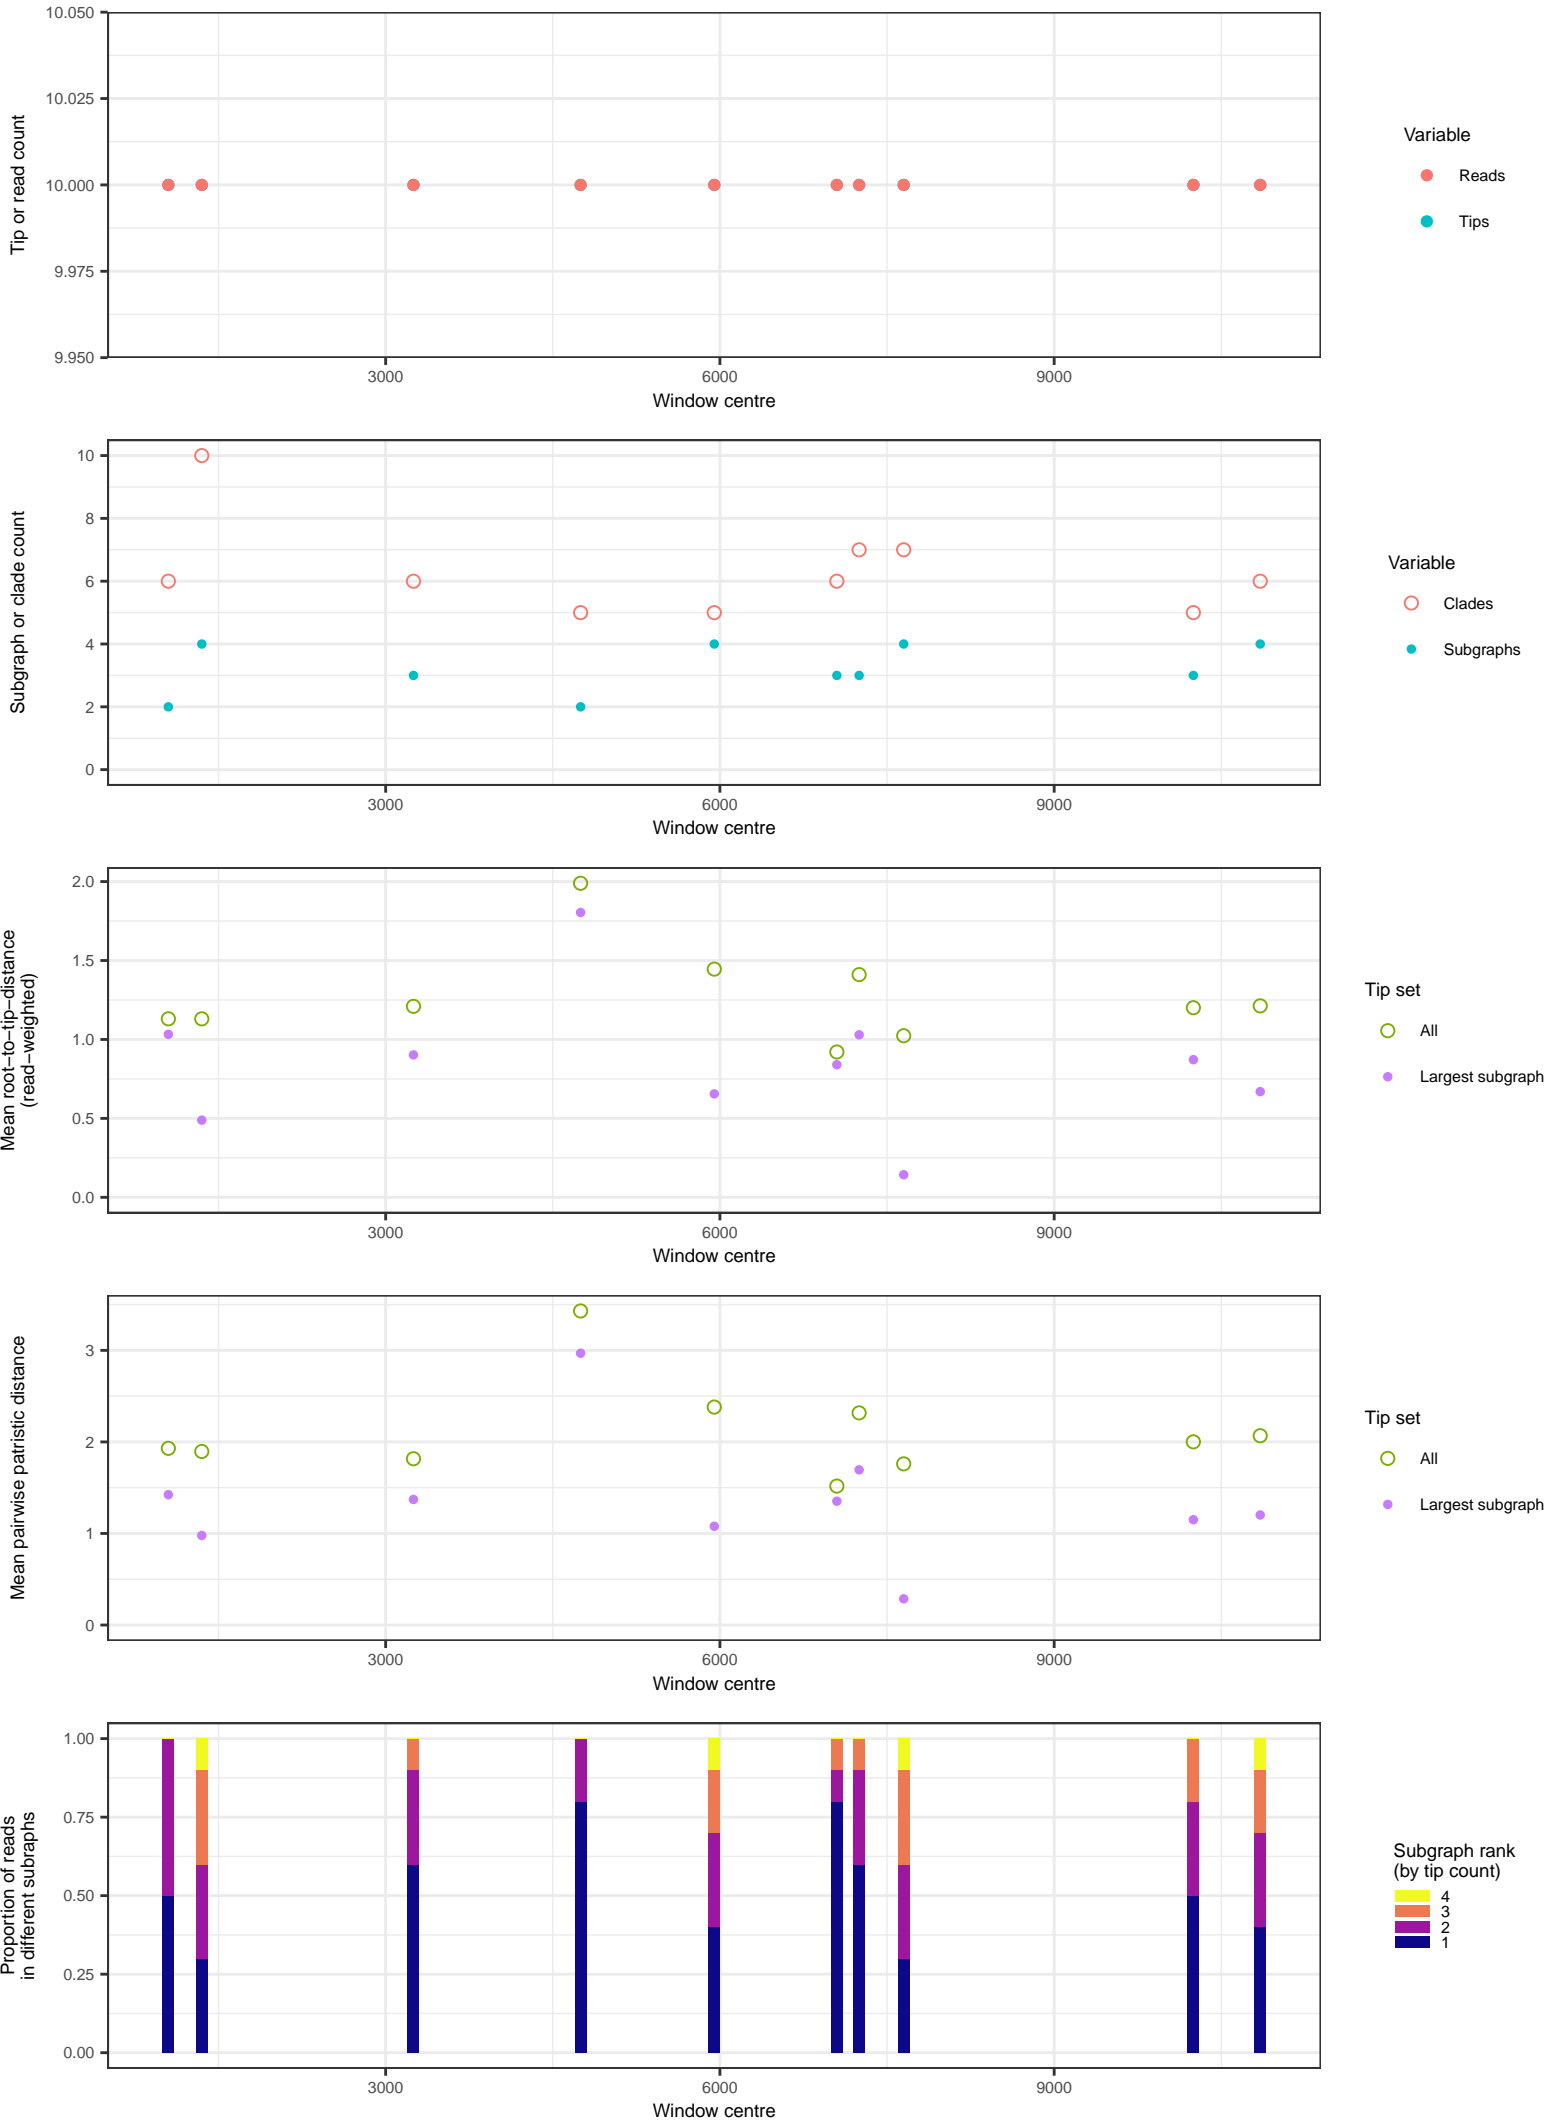 10.050
10.025
10.000
9.975
9.950
Tip or read count
3000 6000 9000
Window centre
Variable
Reads
Tips
10
8
6
4
2
0
Subgraph or clade count
3000 6000 9000
Window centre
Variable
Clades
Subgraphs
2.0
1.5
1.0
0.5
0.0
Mean root−to−tip−distance
(read−weighted)
3000 6000 9000
Window centre
Tip set
All
Largest subgraph
3
2
1
0
Mean pairwise patristic distance
3000 6000 9000
Window centre
Tip set
All
Largest subgraph
1.00
0.75
0.50
0.25
0.00
Proportion of reads
in different subraphs
3000 6000 9000
Window centre
Subgraph rank
(by tip count)
4
3
2
1